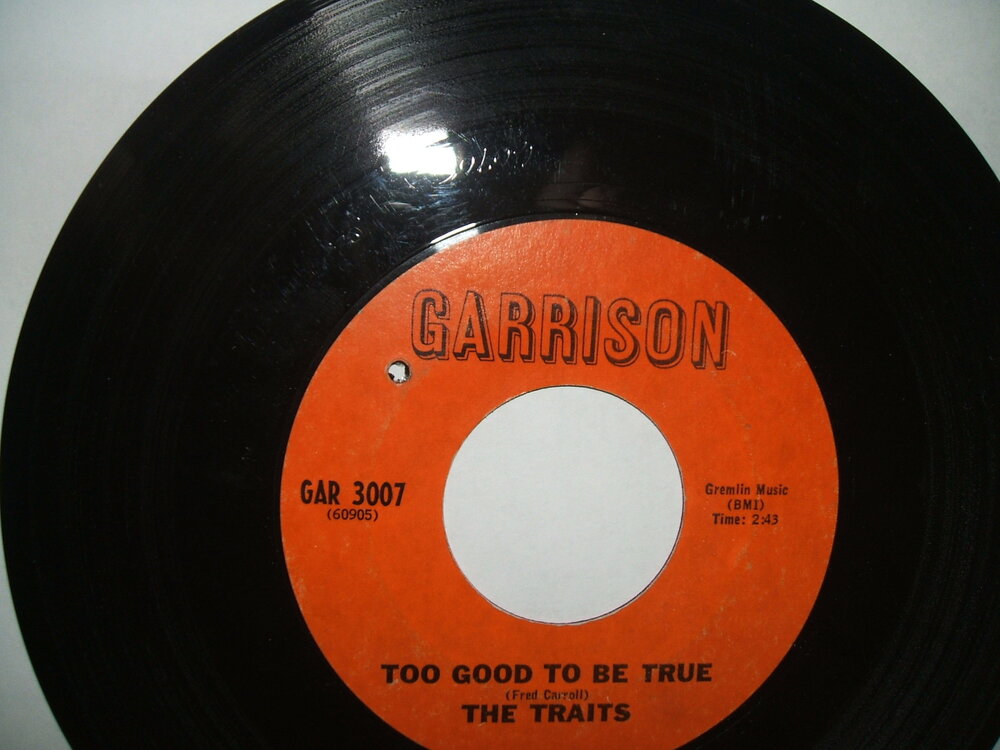 GARRISON
GAR 3007
(60905)
Gremlin Music
(BMI)
Time: 2:43
TOO GOOD TO BE TRUE
(Fred Carroll)
THE TRAITS